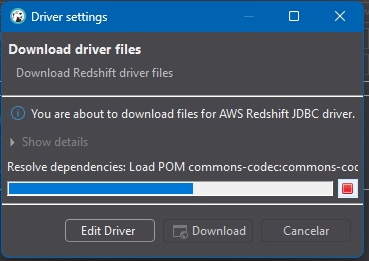 Driver settings
Download driver files
Download Redshift driver files
You are about to download files for AWS Redshift JDBC driver.
Show details
Resolve dependencies: Load POM commons-codec:commons-coc
Edit Driver
Download
Cancelar